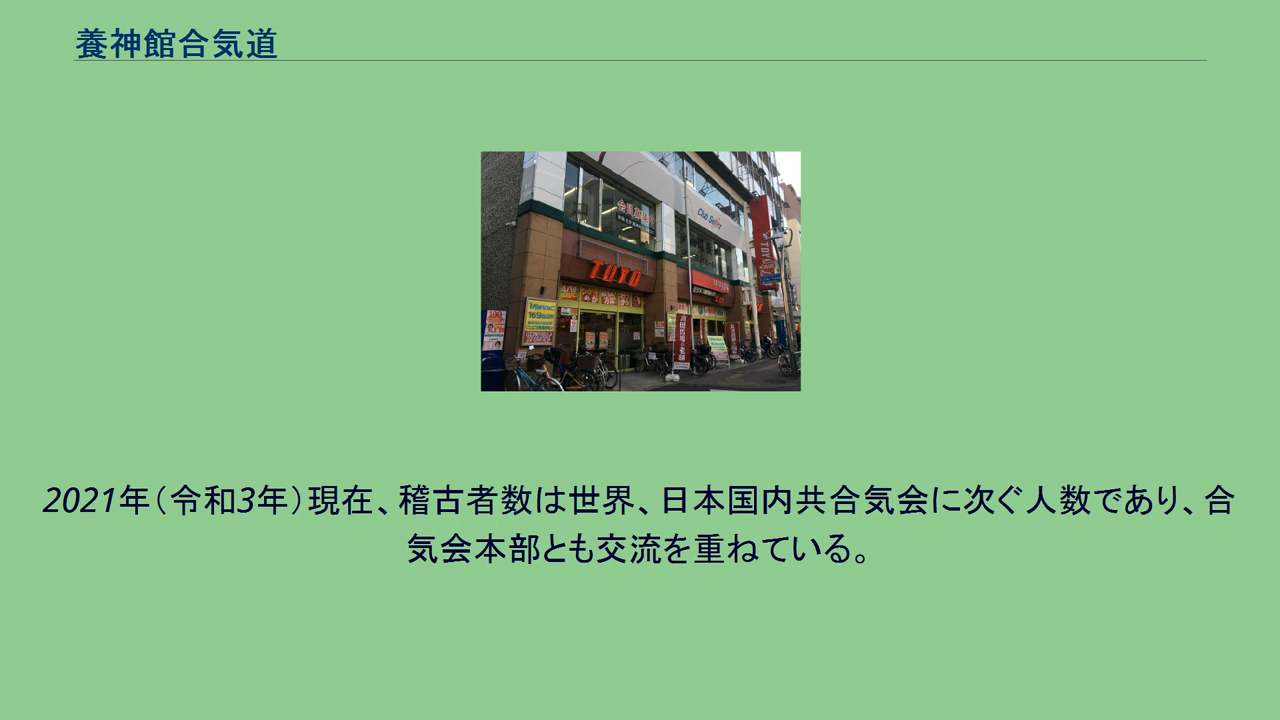 養神館合気道
TOYO
2021年（令和3年）現在、稽古者数は世界、日本国内共合気会に次ぐ人数であり、合
気会本部とも交流を重ねている。